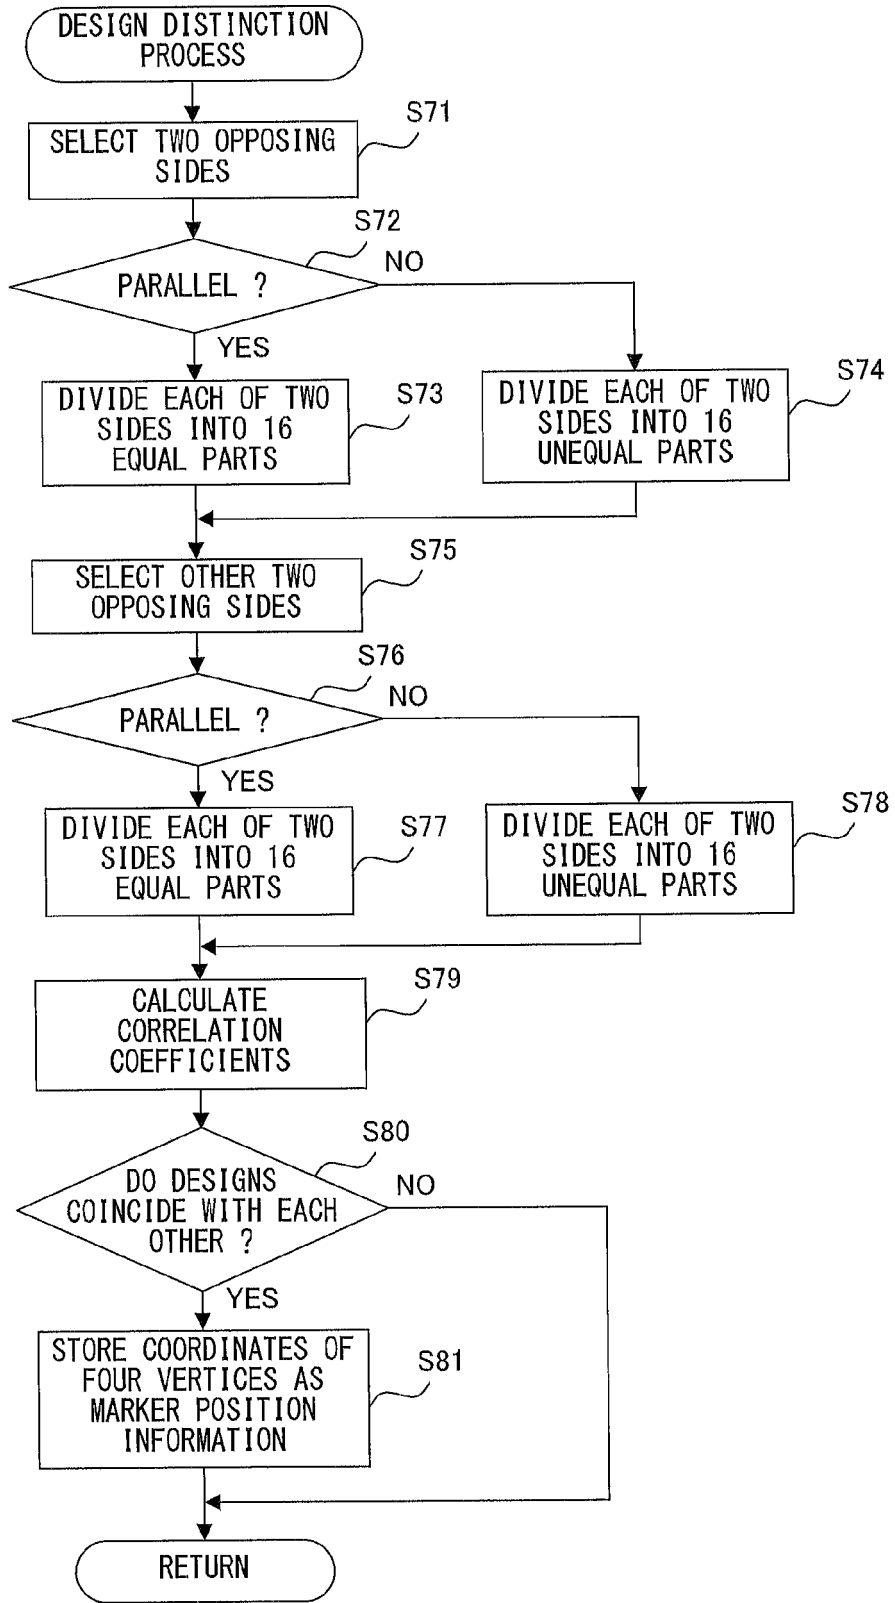 DESIGN DISTINCTION
PROCESS
S71
SELECT TWO OPPOSING
SIDES
S72
PARALLEL ?
NO
YES
S73
DIVIDE EACH OF TWO
SIDES INTO 16
EQUAL PARTS
S74
DIVIDE EACH OF TWO
SIDES INTO 16
UNEQUAL PARTS
S75
SELECT OTHER TWO
OPPOSING SIDES
S76
PARALLEL ?
NO
YES
S77
DIVIDE EACH OF TWO
SIDES INTO 16
EQUAL PARTS
S78
DIVIDE EACH OF TWO
SIDES INTO 16
UNEQUAL PARTS
S79
CALCULATE
CORRELATION
COEFFICIENTS
S80
DO DESIGNS
COINCIDE WITH EACH
OTHER ?
NO
YES
S81
STORE COORDINATES OF
FOUR VERTICES AS
MARKER POSITION
INFORMATION
RETURN